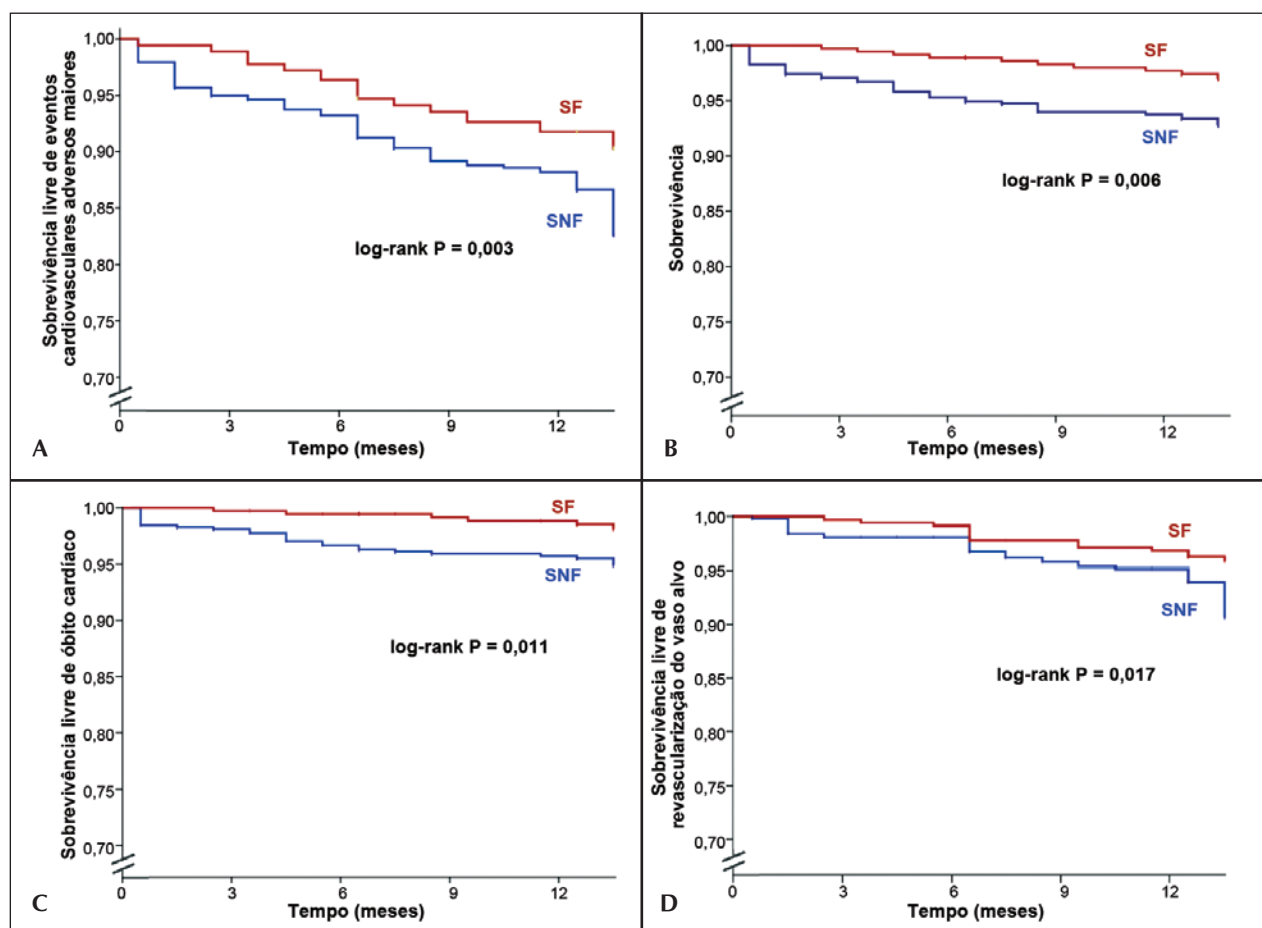 Sobrevivência livre de eventos
cardiovasculares adversos maiores
1,00
0,95
0,90
0,85
0,80
0,75
0,70
SF
SNF
log-rank P = 0,003
0
3
6
9
12
Tempo (meses)
A
Sobrevivência
1,00
0,95
0,90
0,85
0,80
0,75
0,70
SF
SNF
log-rank P = 0,006
0
3
6
9
12
Tempo (meses)
B
Sobrevivência livre de óbito cardíaco
1,00
0,95
0,90
0,85
0,80
0,75
0,70
SF
SNF
log-rank P = 0,011
0
3
6
9
12
Tempo (meses)
C
Sobrevivência livre de
revascularização do vaso alvo
1,00
0,95
0,90
0,85
0,80
0,75
0,70
SF
SNF
log-rank P = 0,017
0
3
6
9
12
Tempo (meses)
D